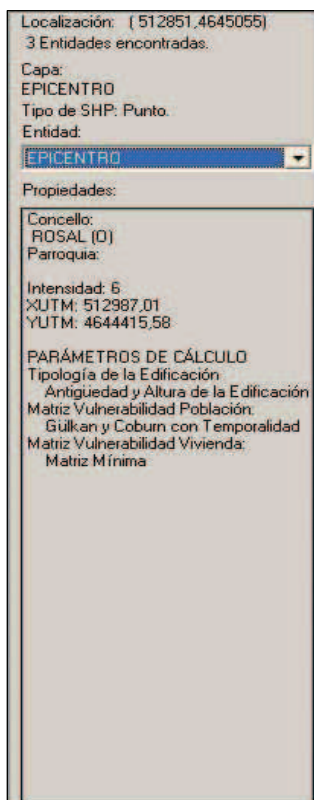 Localización: (512851,4645055)
3 Entidades encontradas.
Capa:
EPICENTRO
Tipo de SHP: Punto.
Entidad:
EPICENTRO
Propiedades:
Concello:
ROSAL (O)
Parroquia:
Intensidad: 6
XUTM: 512987,01
YUTM: 4644415,58
PARÁMETROS DE CÁLCULO
Tipología de la Edificación
Antigüedad y Altura de la Edificación
Matriz Vulnerabilidad Población:
Gülkan y Coburn con Temporalidad
Matriz Vulnerabilidad Vivienda:
Matriz Mínima